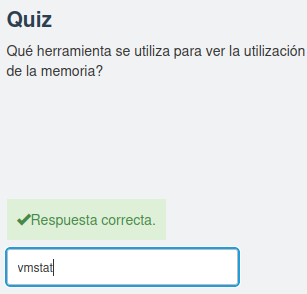 Quiz
Qué herramienta se utiliza para ver la utilización
de la memoria?
Respuesta correcta.
vmstat